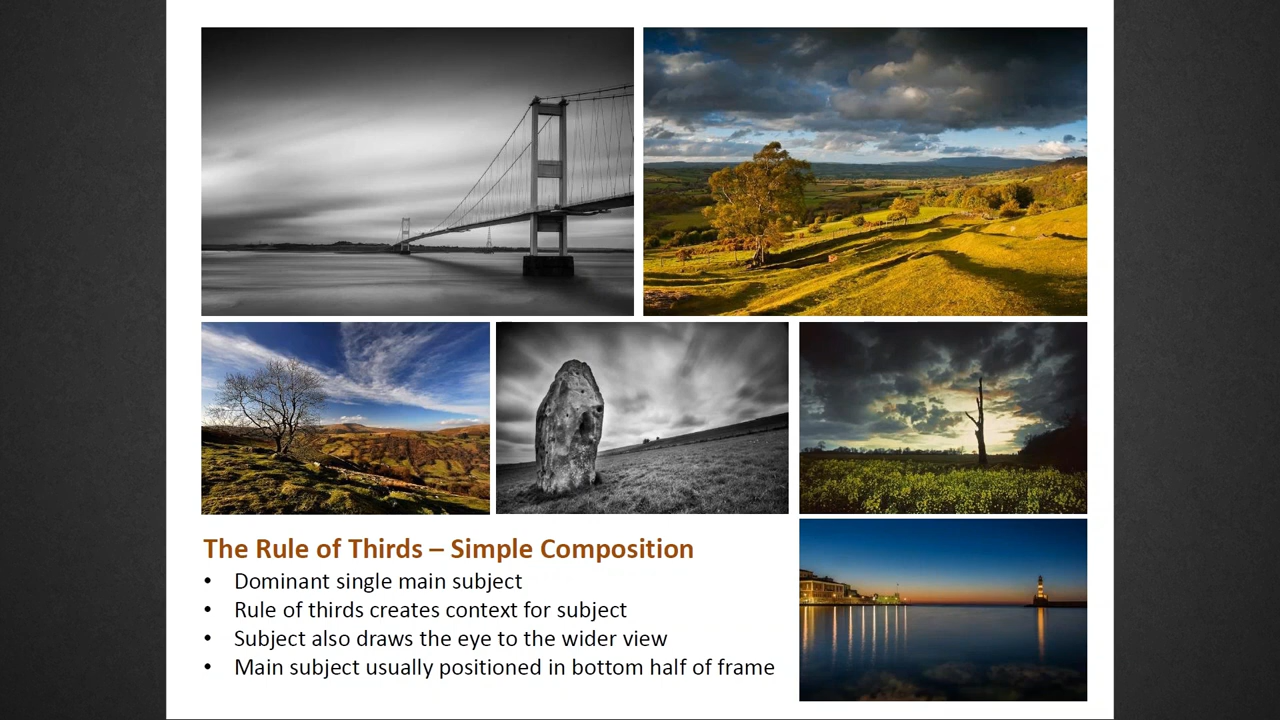 The Rule of Thirds – Simple Composition
• Dominant single main subject
• Rule of thirds creates context for subject
• Subject also draws the eye to the wider view
• Main subject usually positioned in bottom half of frame